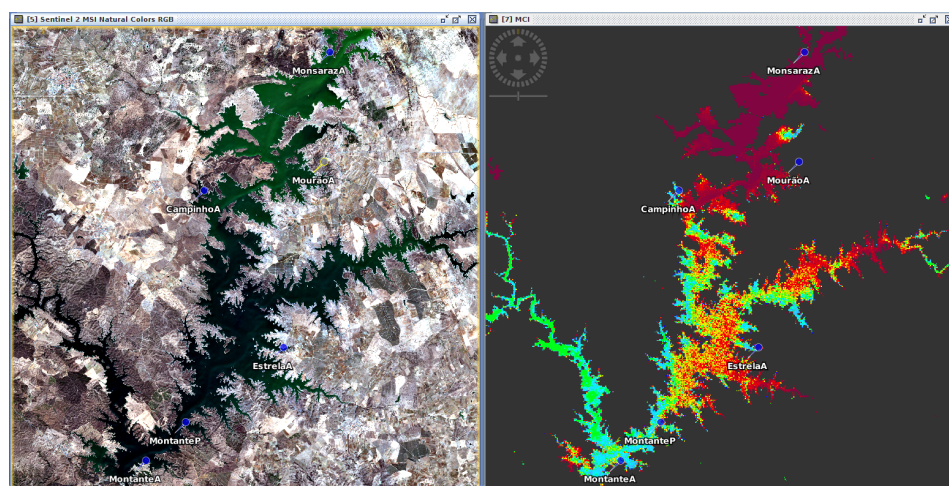 [5] Sentinel 2 MSI Natural Colors RGB
MonsarazA
MourãoA
CampinhoA
EstrelaA
MontanteP
MontanteA
[7] MCI
MonsarazA
MourãoA
CampinhoA
EstrelaA
MontanteP
MontanteA